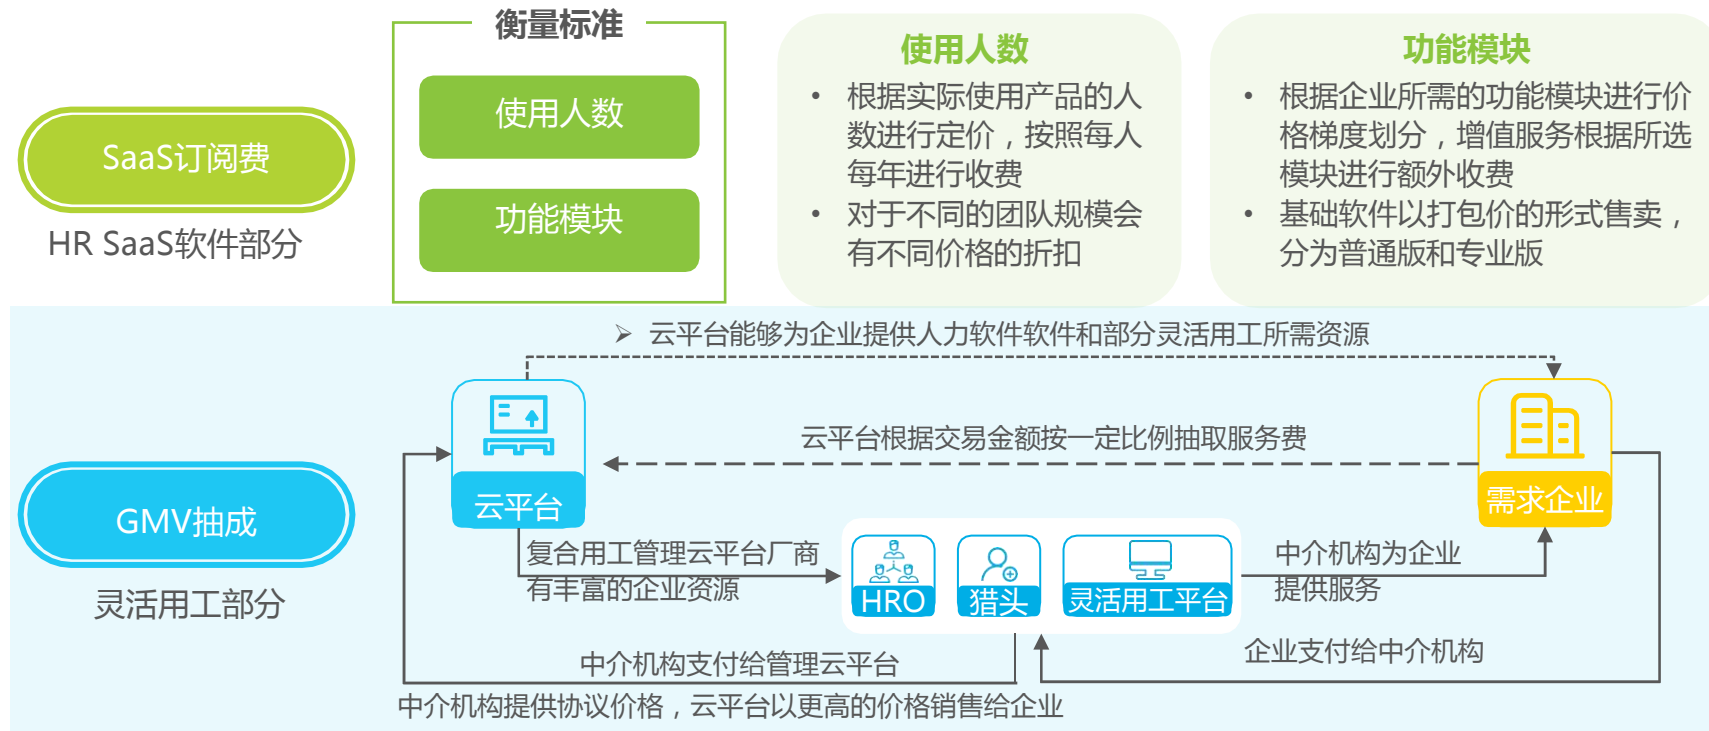 衡量标准
使用人数
功能模块
SaaS订阅费
HR SaaS软件部分
使用人数
• 根据实际使用产品的人
数进行定价，按照每人
每年进行收费
• 对于不同的团队规模会
有不同价格的折扣
功能模块
• 根据企业所需的功能模块进行价
格梯度划分，增值服务根据所选
模块进行额外收费
• 基础软件以打包价的形式售卖，
分为普通版和专业版
➢ 云平台能够为企业提供人力软件软件和部分灵活用工所需资源
云平台根据交易金额按一定比例抽取服务费
云平台
需求企业
GMV抽成
灵活用工部分
复合用工管理云平台厂商
有丰富的企业资源
HRO
猎头
灵活用工平台
中介机构为企业
提供服务
中介机构支付给管理云平台
企业支付给中介机构
中介机构提供协议价格，云平台以更高的价格销售给企业